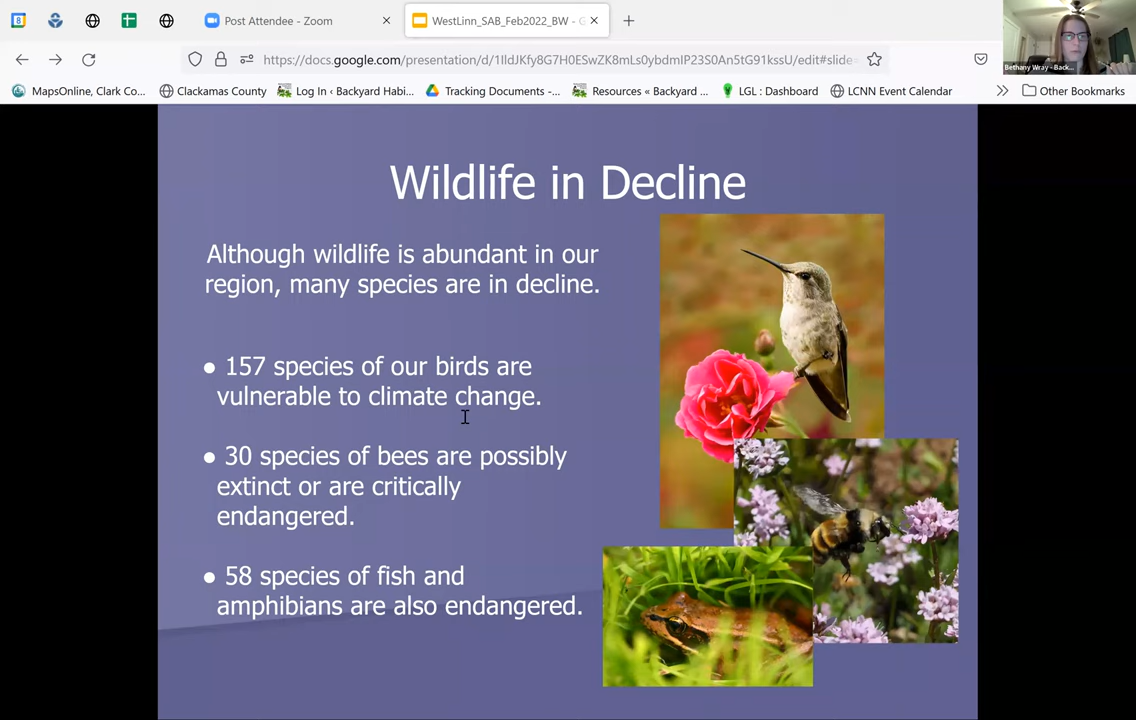 8
Post Attendee - Zoom
WestLinn_SAB_Feb2022_BW - G
https://docs.google.com/presentation/d/
edit#slide=
Bethany Wray - Back...
MapsOnline, Clark Co...
Clackamas County
Log In ‹ Backyard Habi...
Tracking Documents -...
Resources « Backyard ...
LGL : Dashboard
LCNN Event Calendar
Other Bookmarks
Wildlife in Decline
Although wildlife is abundant in our
region, many species are in decline.
● 157 species of our birds are
vulnerable to climate change.
● 30 species of bees are possibly
extinct or are critically
endangered.
● 58 species of fish and
amphibians are also endangered.